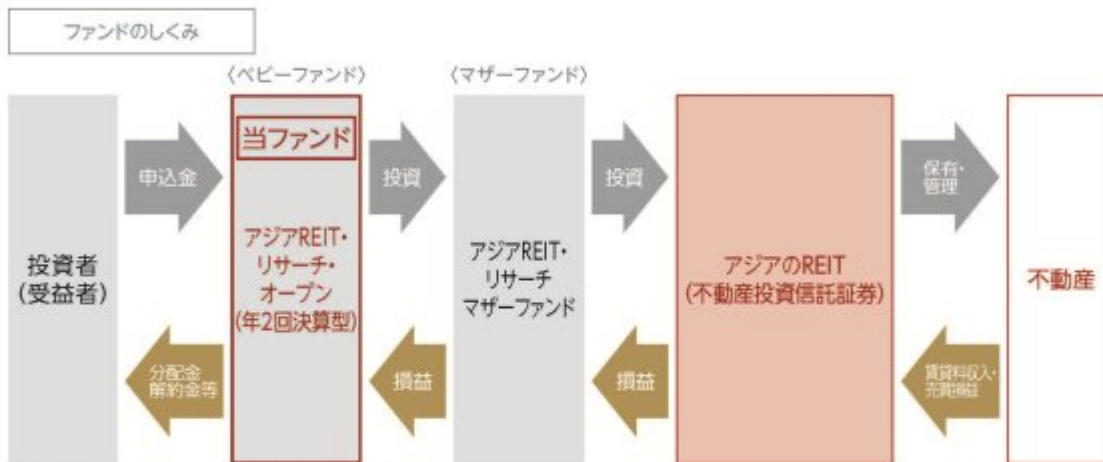 ファンドのしくみ
〈ベビーファンド〉
〈マザーファンド〉
投資者
(受益者)
申込金
分配金
解約金等
当ファンド
アジアREIT・
リサーチ・
オープン
(年2回決算型)
投資
損益
アジアREIT・
リサーチ
マザーファンド
投資
損益
アジアのREIT
(不動産投資信託証券)
保有・
管理
賃貸料収入・
売買損益
不動産